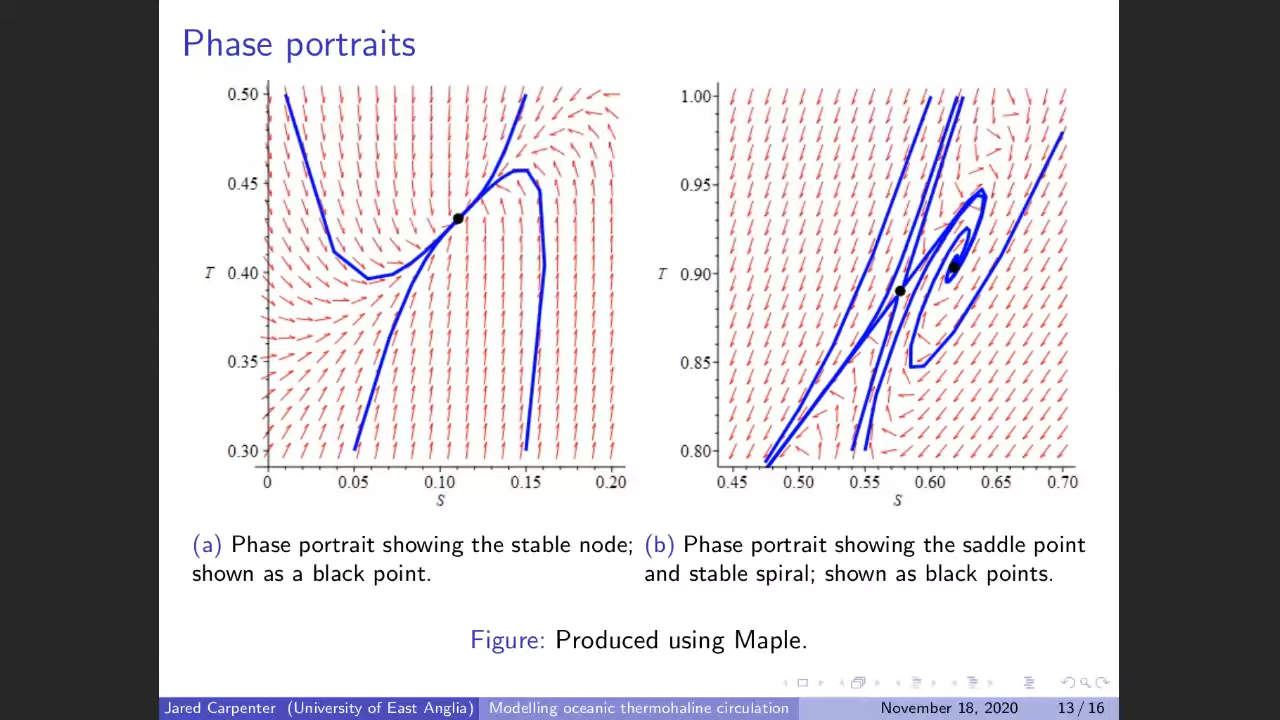 Phase portraits
0.50
0.45
T 0.40
0.35
0.30
0 0.05 0.10 0.15 0.20
S
1.00
0.95
T 0.90
0.85
0.80
0.45 0.50 0.55 0.60 0.65 0.70
S
(a) Phase portrait showing the stable node;
shown as a black point.
(b) Phase portrait showing the saddle point
and stable spiral; shown as black points.
Figure: Produced using Maple.
Jared Carpenter (University of East Anglia) Modelling oceanic thermohaline circulation November 18, 2020 13 / 16